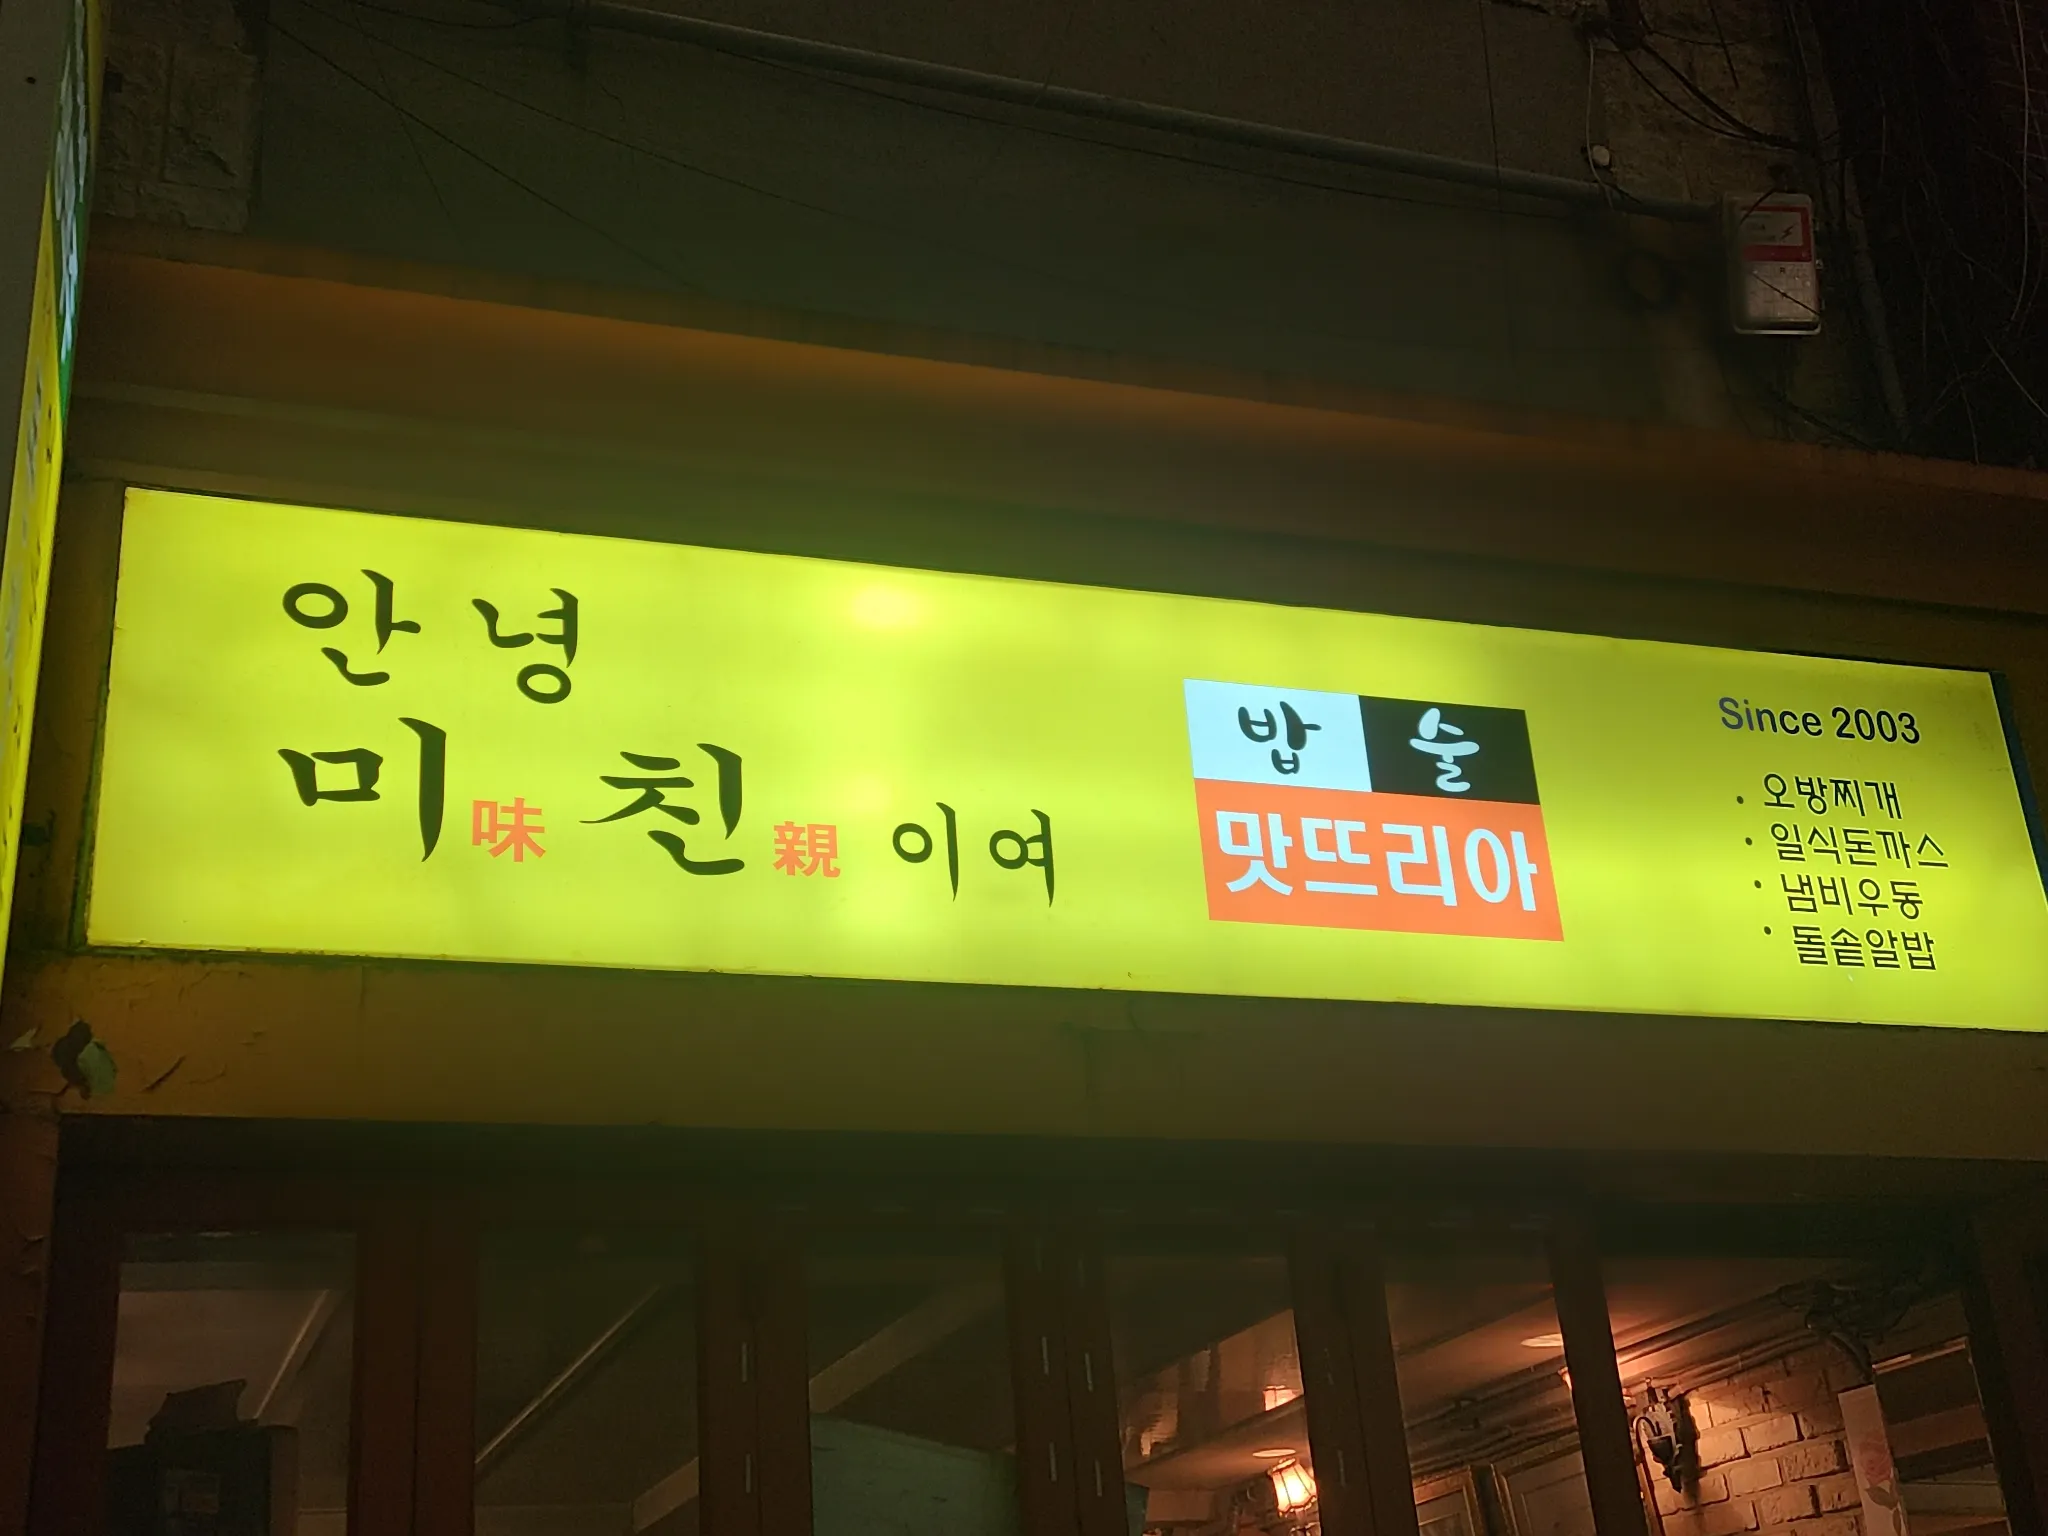 안녕
미味친親이여
밥 술
맛뜨리아
Since 2003
· 오방찌개
· 일식돈까스
· 냄비우동
· 돌솥알밥